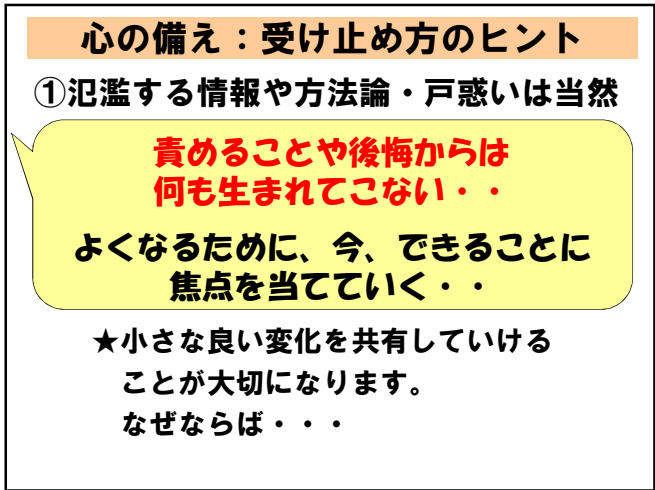 心の備え：受け止め方のヒント
①氾濫する情報や方法論・戸惑いは当然
責めることや後悔からは
何も生まれてこない・・
よくなるために、今、できることに
焦点を当てていく・・
★小さな良い変化を共有していける
ことが大切になります。
なぜならば・・・